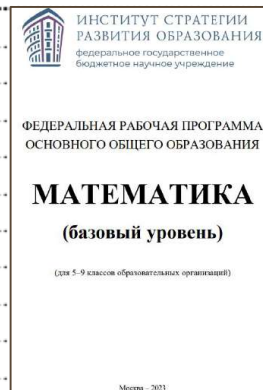 ИНСТИТУТ СТРАТЕГИИ
РАЗВИТИЯ ОБРАЗОВАНИЯ
федеральное государственное
бюджетное научное учреждение
ФЕДЕРАЛЬНАЯ РАБОЧАЯ ПРОГРАММА
ОСНОВНОГО ОБЩЕГО ОБРАЗОВАНИЯ
МАТЕМАТИКА
(базовый уровень)
(для 5–9 классов образовательных организаций)
Москва – 2023